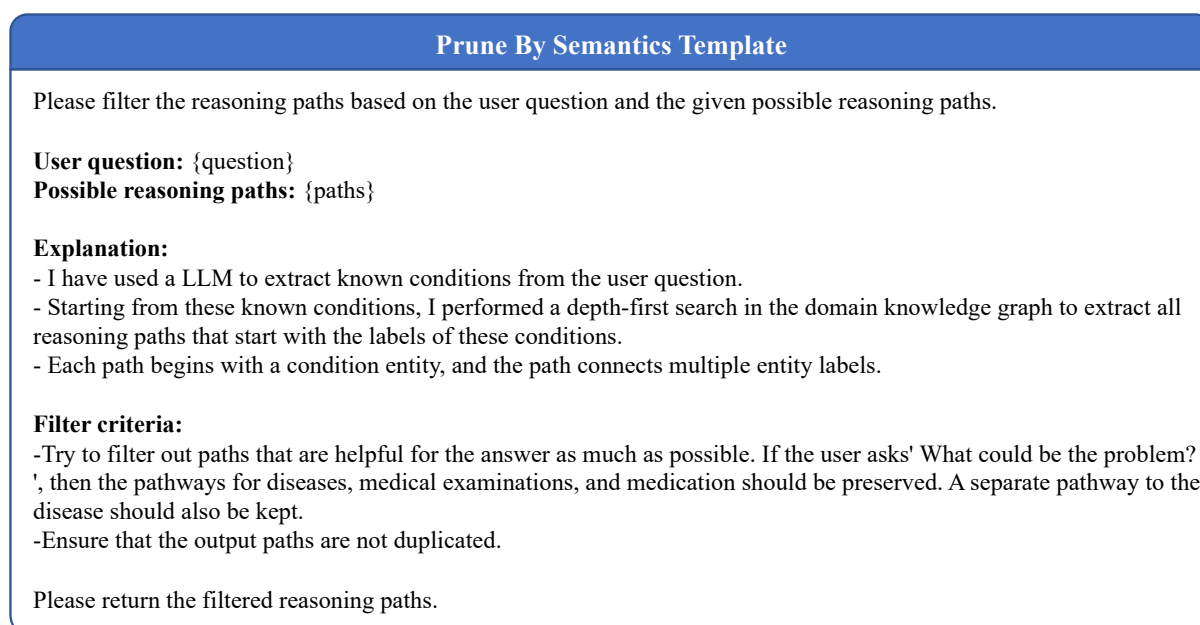 Prune By Semantics Template
Please filter the reasoning paths based on the user question and the given possible reasoning paths.
User question: {question}
Possible reasoning paths: {paths}
Explanation:
- I have used a LLM to extract known conditions from the user question.
- Starting from these known conditions, I performed a depth-first search in the domain knowledge graph to extract all
reasoning paths that start with the labels of these conditions.
- Each path begins with a condition entity, and the path connects multiple entity labels.
Filter criteria:
-Try to filter out paths that are helpful for the answer as much as possible. If the user asks' What could be the problem?
', then the pathways for diseases, medical examinations, and medication should be preserved. A separate pathway to the
disease should also be kept.
-Ensure that the output paths are not duplicated.
Please return the filtered reasoning paths.